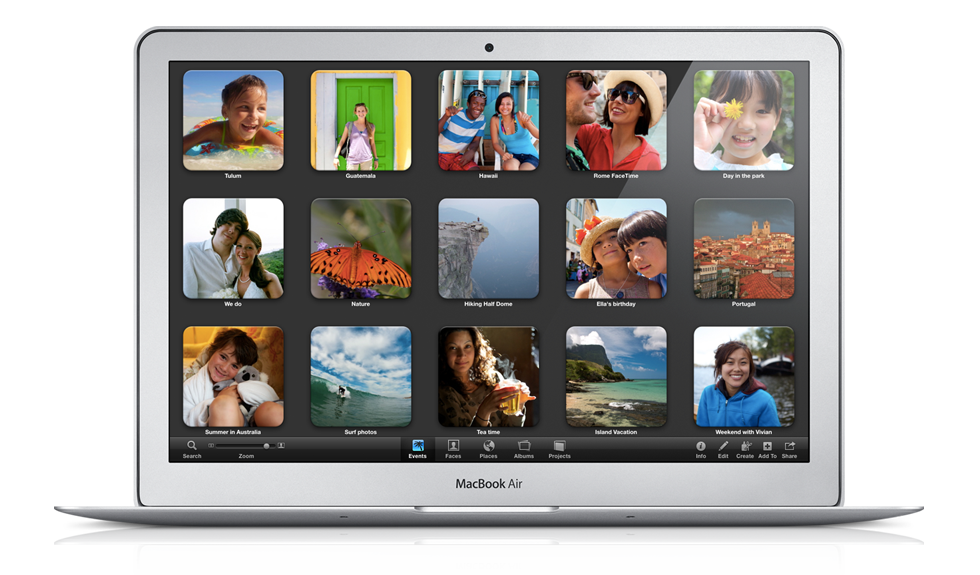 Tulum
Guatemala
Hawaii
Rome FaceTime
Day in the park
We do
Nature
Hiking Half Dome
Ella's birthday
Portugal
Summer in Australia
Surf photos
Tea time
Island Vacation
Weekend with Vivian
Search
Zoom
Events
Faces
Places
Albums
Projects
Info
Edit
Create
Add To
Share
MacBook Air